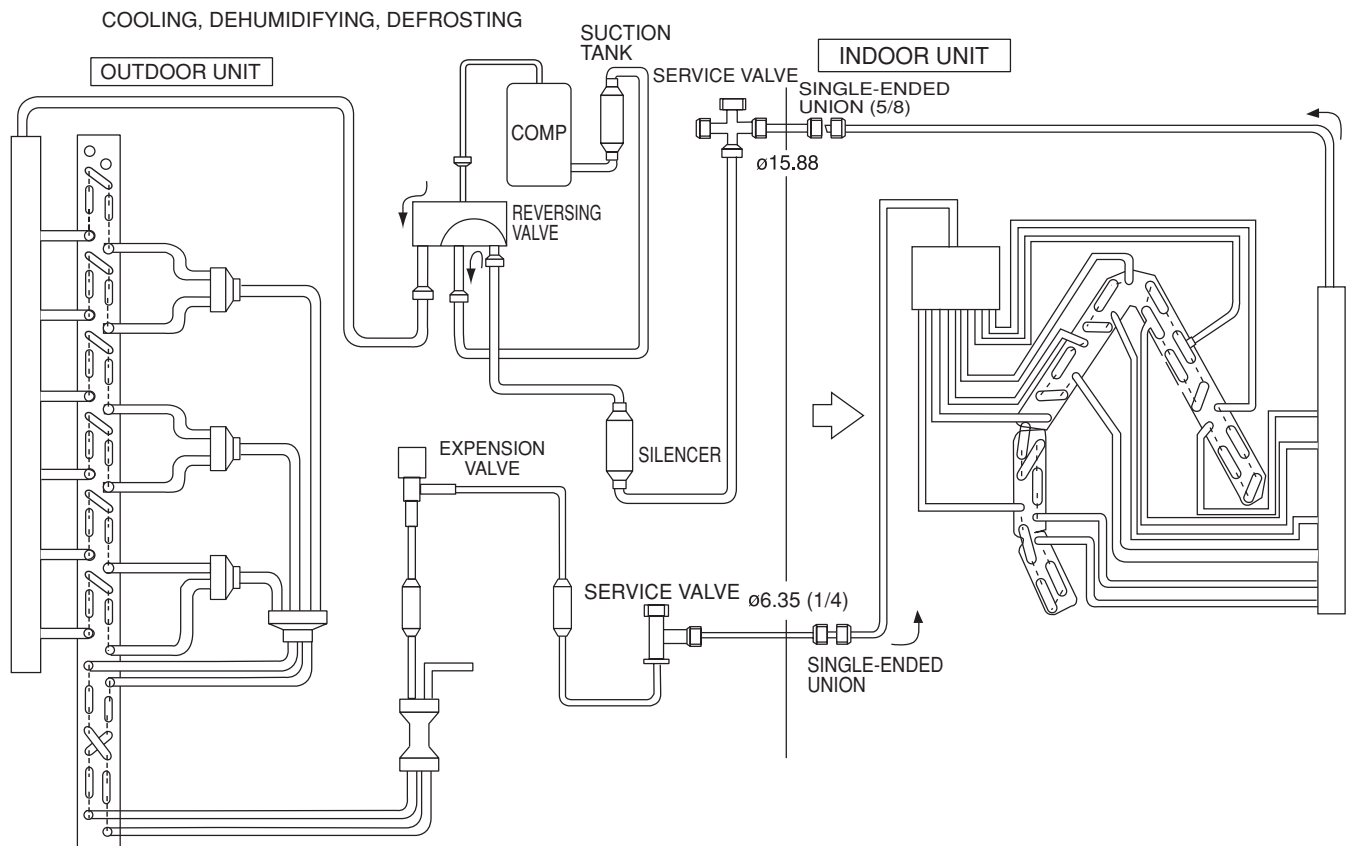 COOLING, DEHUMIDIFYING, DEFROSTING
OUTDOOR UNIT
SUCTION
TANK
SERVICE VALVE
INDOOR UNIT
SINGLE-ENDED
UNION (5/8)
COMP
ø15.88
REVERSING
VALVE
EXPENSION
VALVE
SILENCER
SERVICE VALVE
ø6.35 (1/4)
SINGLE-ENDED
UNION